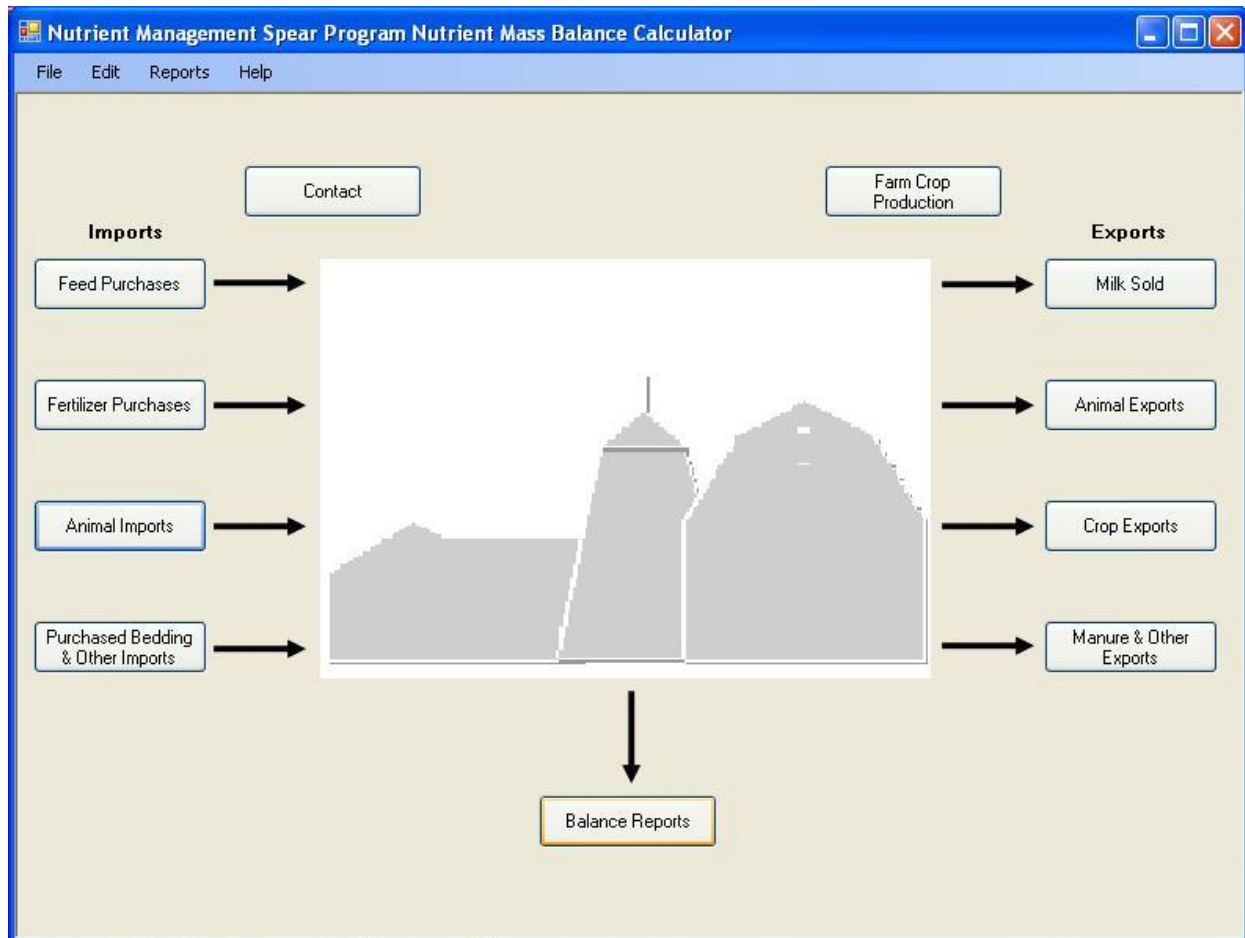 Nutrient Management Spear Program Nutrient Mass Balance Calculator
File Edit Reports Help
Contact
Farm Crop
Production
Imports
Exports
Feed Purchases
Milk Sold
Fertilizer Purchases
Animal Exports
Animal Imports
Crop Exports
Purchased Bedding
& Other Imports
Manure & Other
Exports
Balance Reports